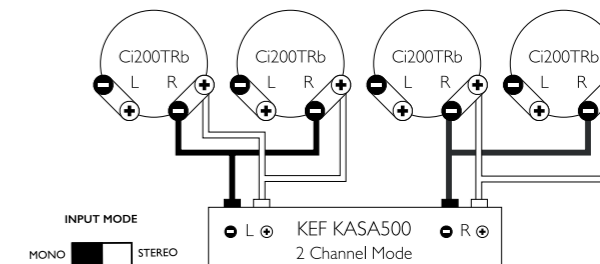 Ci200TRb Ci200TRb Ci200TRb Ci200TRb
L R L R L R L R
INPUT MODE
MONO STEREO
L KEF KASA500 R
2 Channel Mode